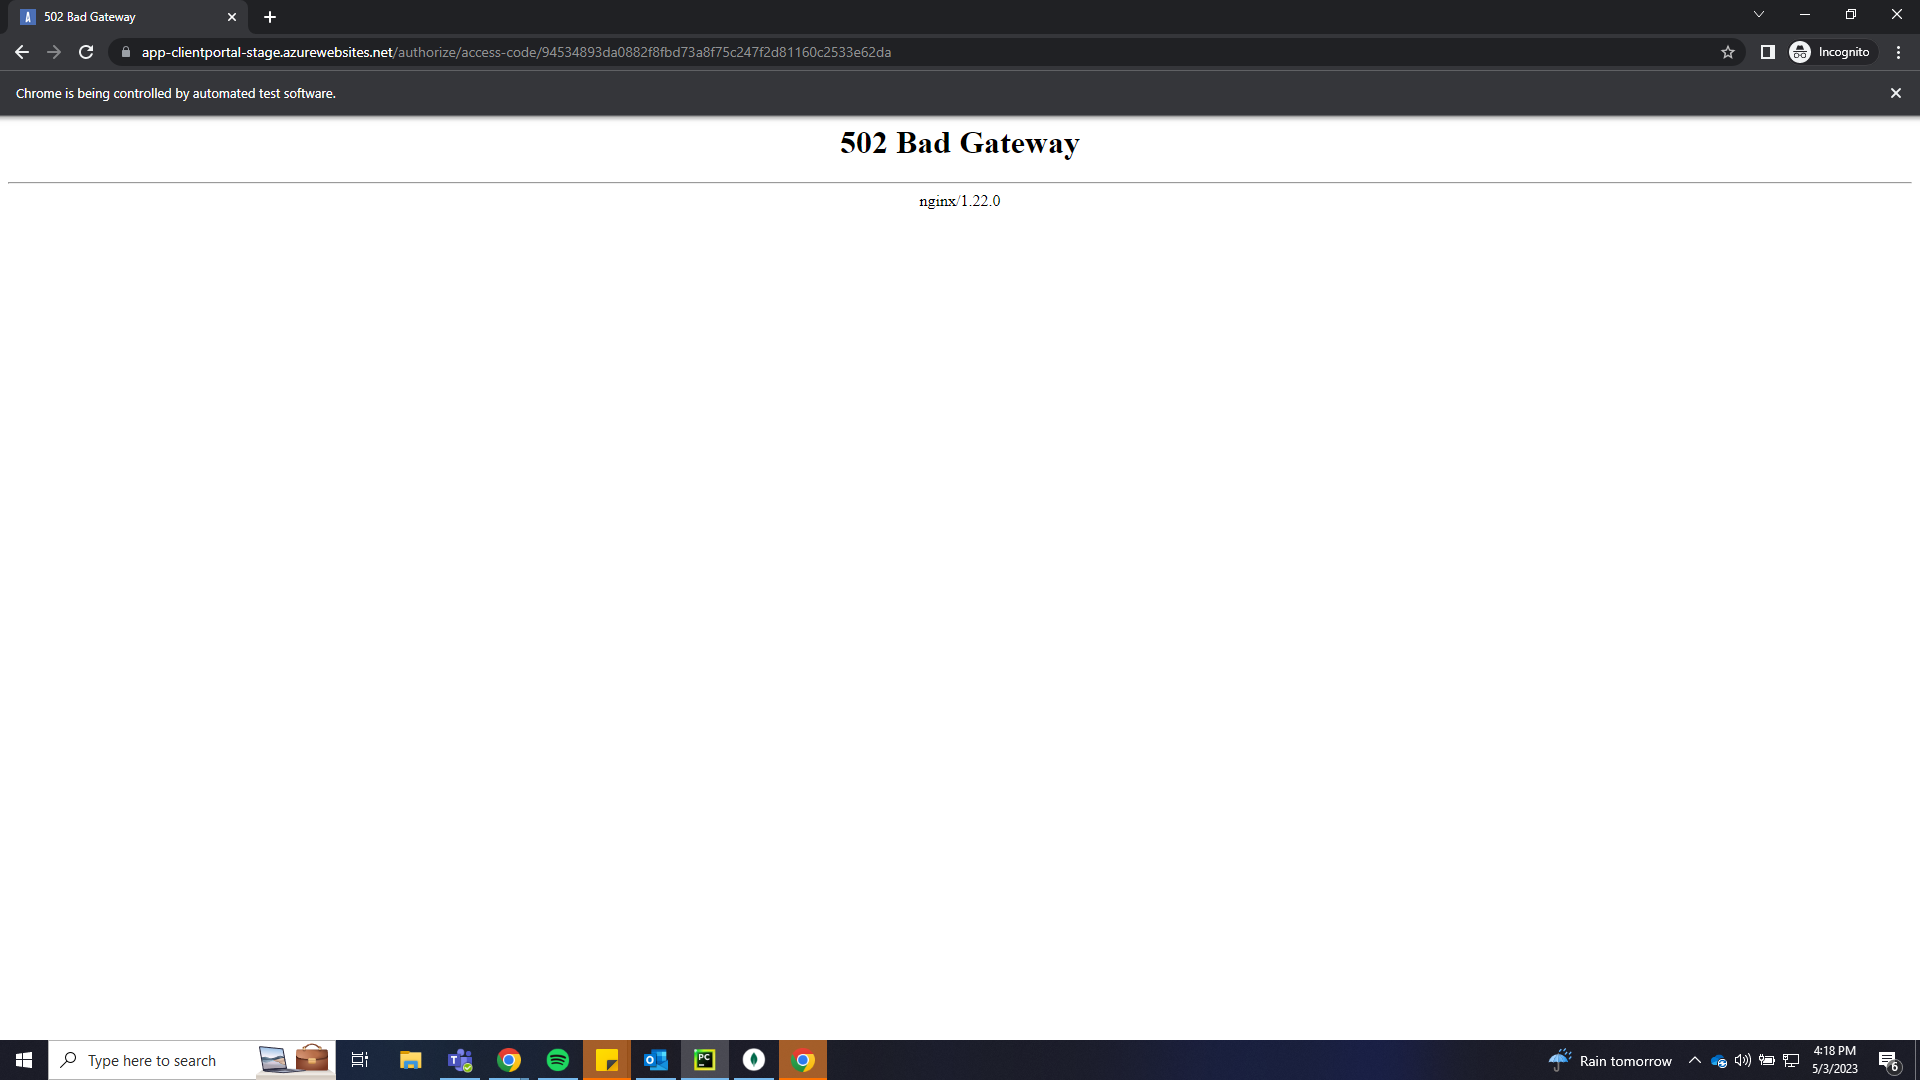 502 Bad Gateway
app-clientportal-stage.azurewebsites.net/authorize/access-code/94534893da0882f8fbd73a8f75c247f2d81160c2533e62da
Incognito
Chrome is being controlled by automated test software.
502 Bad Gateway
nginx/1.22.0
Type here to search
PC
Rain tomorrow
4:18 PM
5/3/2023
6